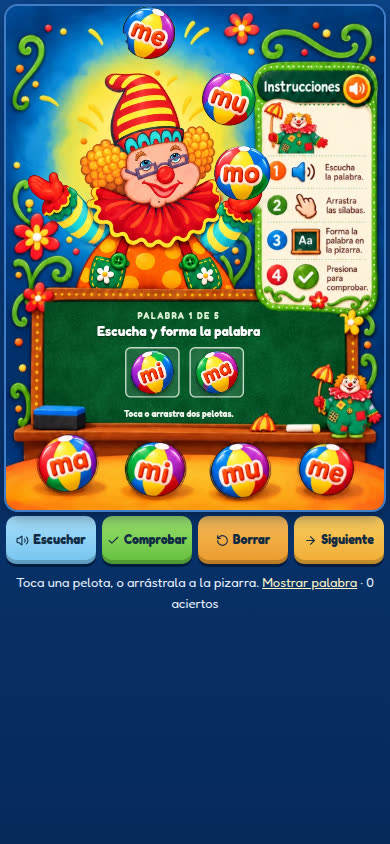 me
mu
mo
Instrucciones
1 Escucha
la palabra.
2 Arrastra
las sílabas.
3 Aa Forma la
palabra en
la pizarra.
4 Presiona
para
comprobar.
PALABRA 1 DE 5
Escucha y forma la palabra
mi ma
Toca o arrastra dos pelotas.
ma mi mu me
Escuchar Comprobar Borrar Siguiente
Toca una pelota, o arrástrala a la pizarra. Mostrar palabra · 0
aciertos